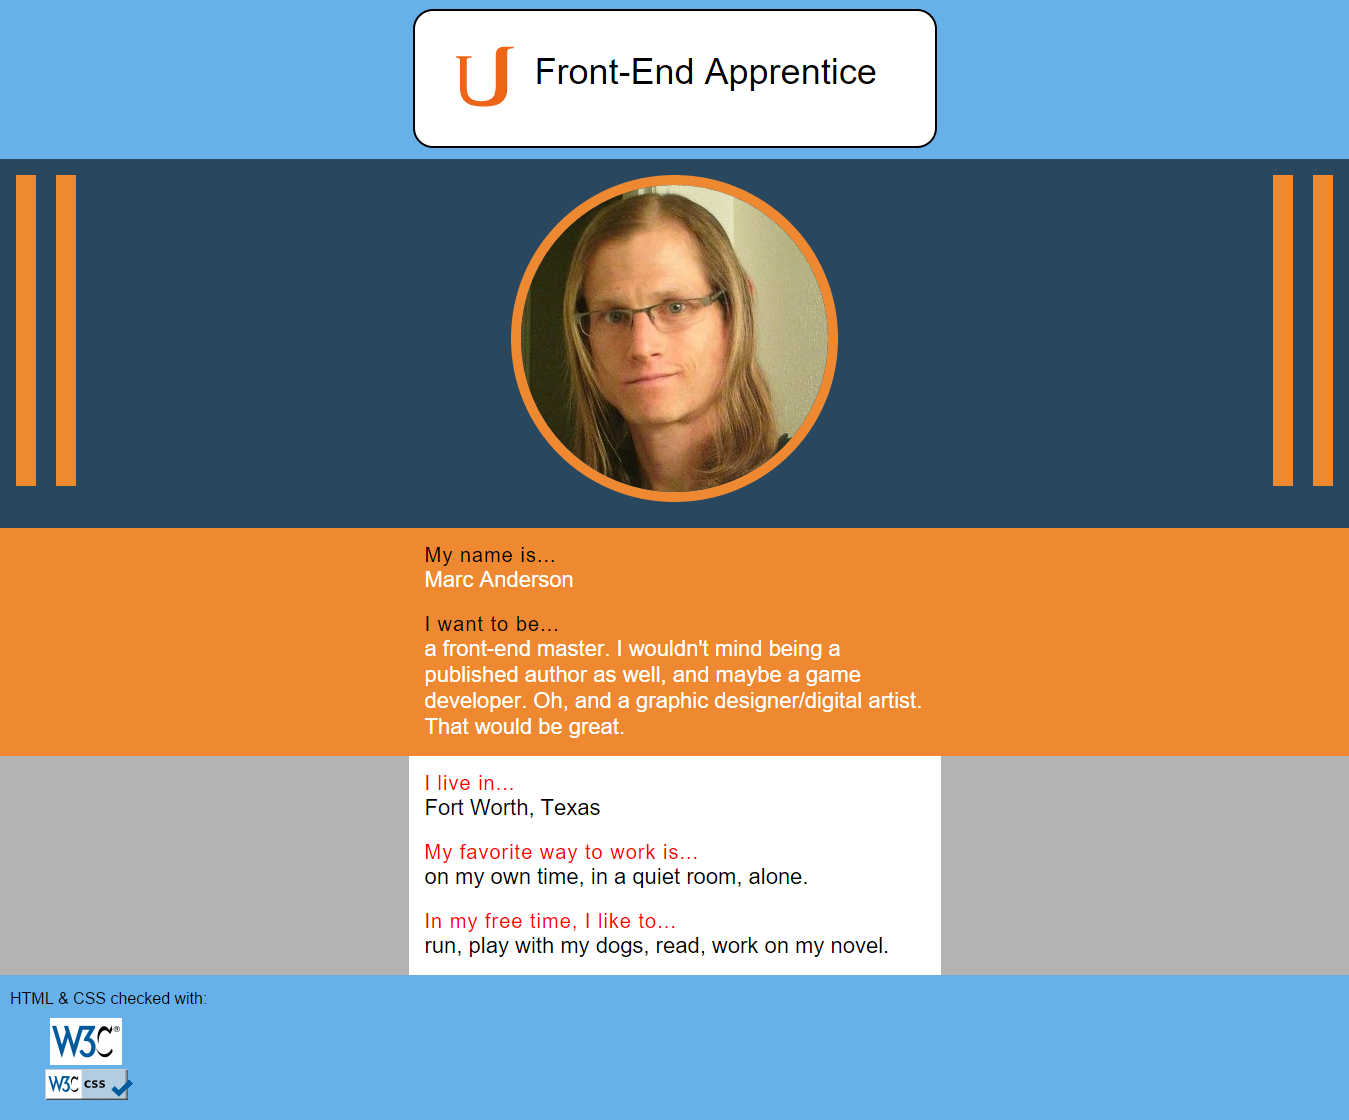 U Front-End Apprentice
My name is...
Marc Anderson
I want to be...
a front-end master. I wouldn't mind being a
published author as well, and maybe a game
developer. Oh, and a graphic designer/digital artist.
That would be great.
I live in...
Fort Worth, Texas
My favorite way to work is...
on my own time, in a quiet room, alone.
In my free time, I like to...
run, play with my dogs, read, work on my novel.
HTML & CSS checked with:
W3C®
W3C css